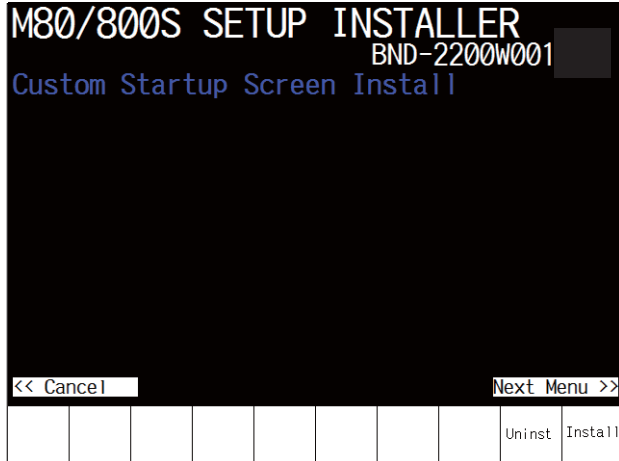 M80/800S SETUP INSTALLER
BND-2200W001
Custom Startup Screen Install
<< Cancel
Next Menu >>
Uninst
Install